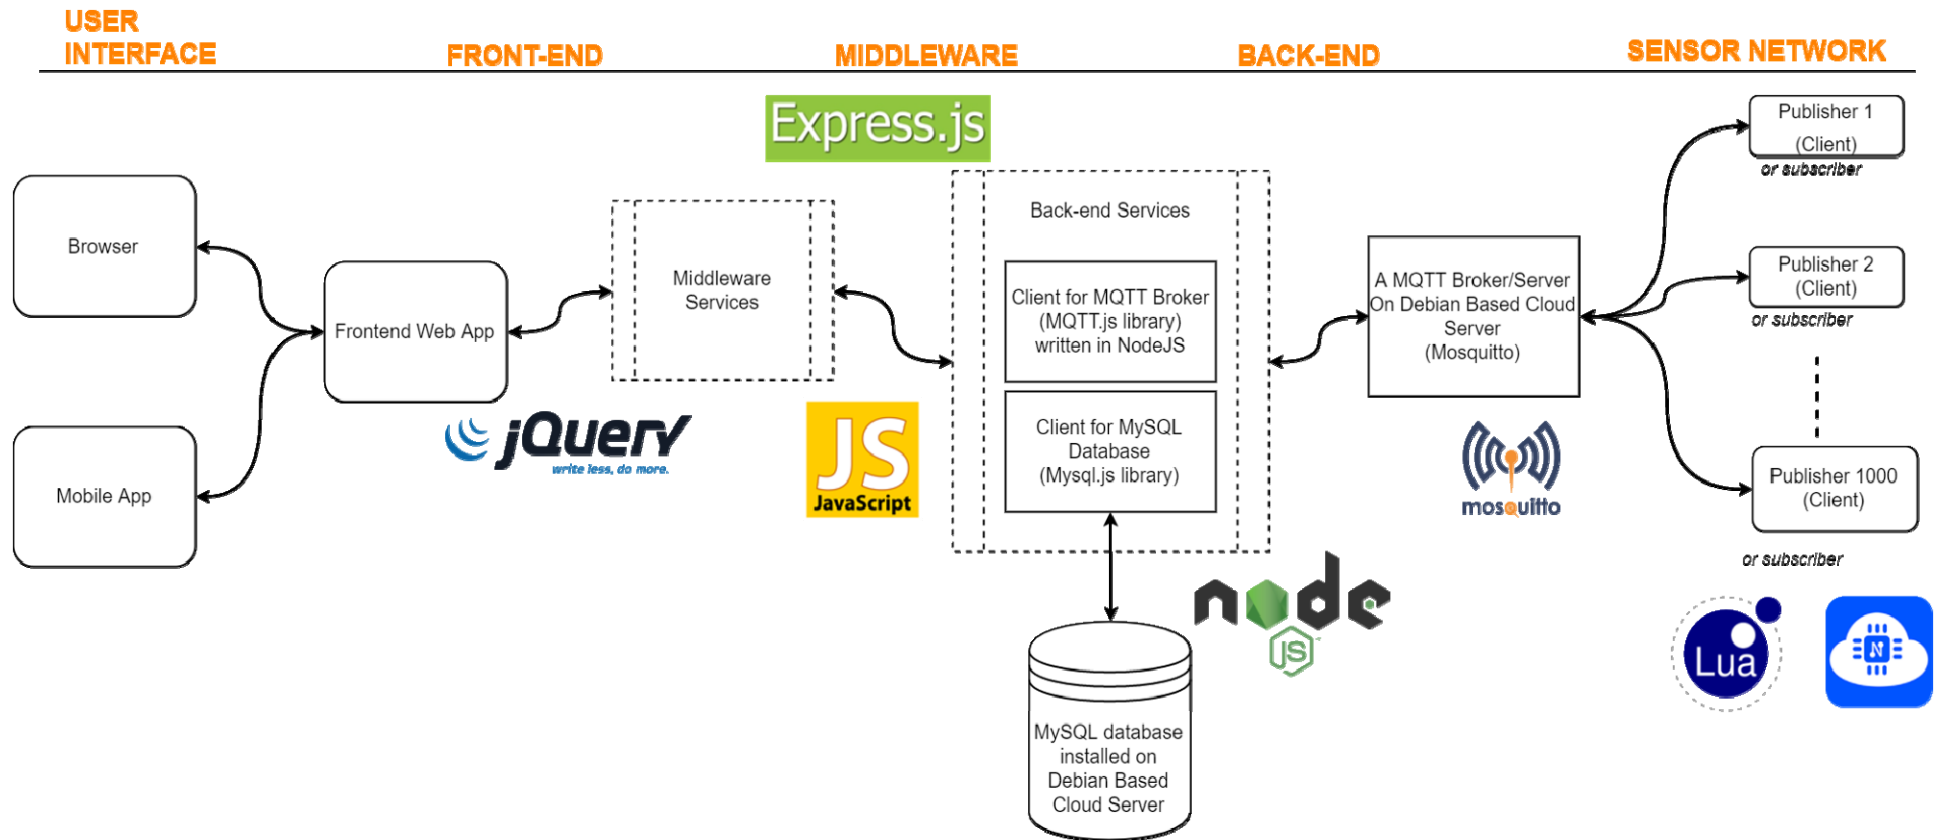 USER
INTERFACE
FRONT-END
MIDDLEWARE
BACK-END
SENSOR NETWORK
Express.js
Browser
Mobile App
Frontend Web App
jQuery
write less, do more.
Middleware
Services
JS
JavaScript
Back-end Services
Client for MQTT Broker
(MQTT.js library)
written in NodeJS
Client for MySQL
Database
(Mysql.js library)
node
JS
MySQL database
installed on
Debian Based
Cloud Server
A MQTT Broker/Server
On Debian Based Cloud
Server
(Mosquitto)
mosquitto
Publisher 1
(Client)
or subscriber
Publisher 2
(Client)
or subscriber
Publisher 1000
(Client)
or subscriber
Lua
N